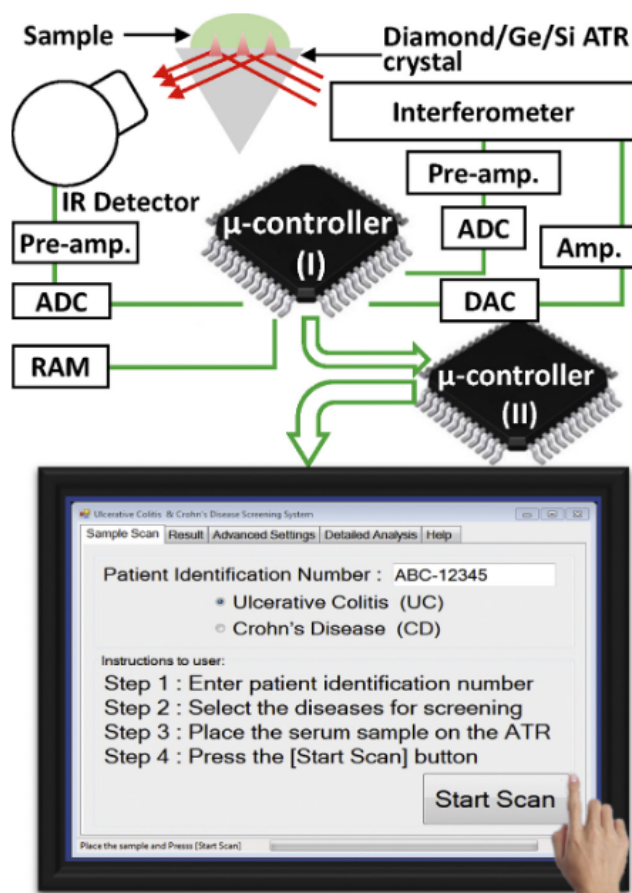 Sample
Diamond/Ge/Si ATR
crystal
Interferometer
IR Detector
Pre-amp.
ADC
RAM
µ-controller
(I)
Pre-amp.
ADC
Amp.
DAC
µ-controller
(II)
Ulcerative Colitis & Crohn's Disease Screening System
Sample Scan Result Advanced Settings Detailed Analysis Help
Patient Identification Number : ABC-12345
Ulcerative Colitis (UC)
Crohn's Disease (CD)
Instructions to user:
Step 1 : Enter patient identification number
Step 2 : Select the diseases for screening
Step 3 : Place the serum sample on the ATR
Step 4 : Press the [Start Scan] button
Start Scan
Place the sample and Presss [Start Scan]